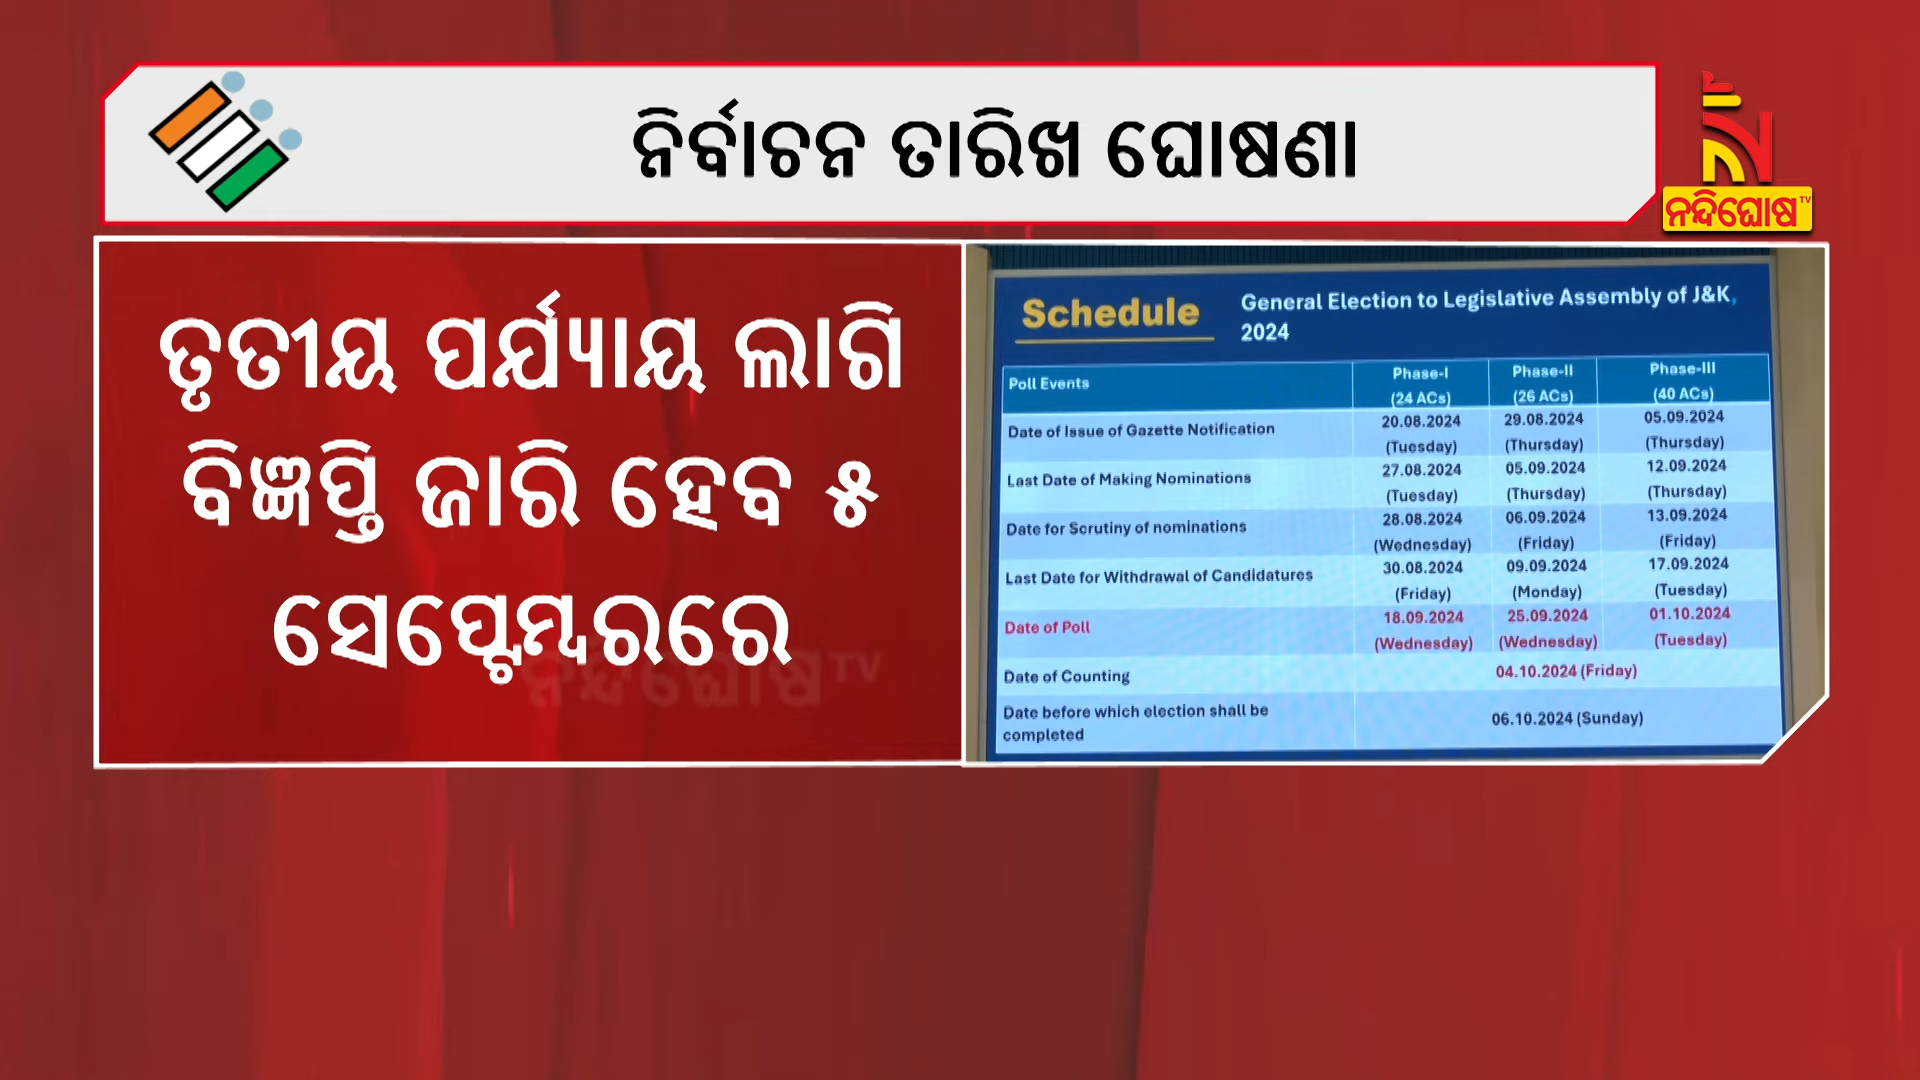 ନିର୍ବାଚନ ତାରିଖ ଘୋଷଣା
ନନ୍ଦିଘୋଷ TV
ତୃତୀୟ ପର୍ଯ୍ୟାୟ ଲାଗି
ବିଜ୍ଞପ୍ତି ଜାରି ହେବ ୫
ସେପ୍ଟେମ୍ବରରେ
ନନ୍ଦିଘୋଷ TV
Schedule
General Election to Legislative Assembly of J&K,
2024
Poll Events Phase-I Phase-II Phase-III
(24 ACs) (26 ACs) (40 ACs)
Date of Issue of Gazette Notification 20.08.2024 29.08.2024 05.09.2024
(Tuesday) (Thursday) (Thursday)
Last Date of Making Nominations 27.08.2024 05.09.2024 12.09.2024
(Tuesday) (Thursday) (Thursday)
Date for Scrutiny of nominations 28.08.2024 06.09.2024 13.09.2024
(Wednesday) (Friday) (Friday)
Last Date for Withdrawal of Candidatures 30.08.2024 09.09.2024 17.09.2024
(Friday) (Monday) (Tuesday)
Date of Poll 18.09.2024 25.09.2024 01.10.2024
(Wednesday) (Wednesday) (Tuesday)
Date of Counting 04.10.2024 (Friday)
Date before which election shall be
completed 06.10.2024 (Sunday)